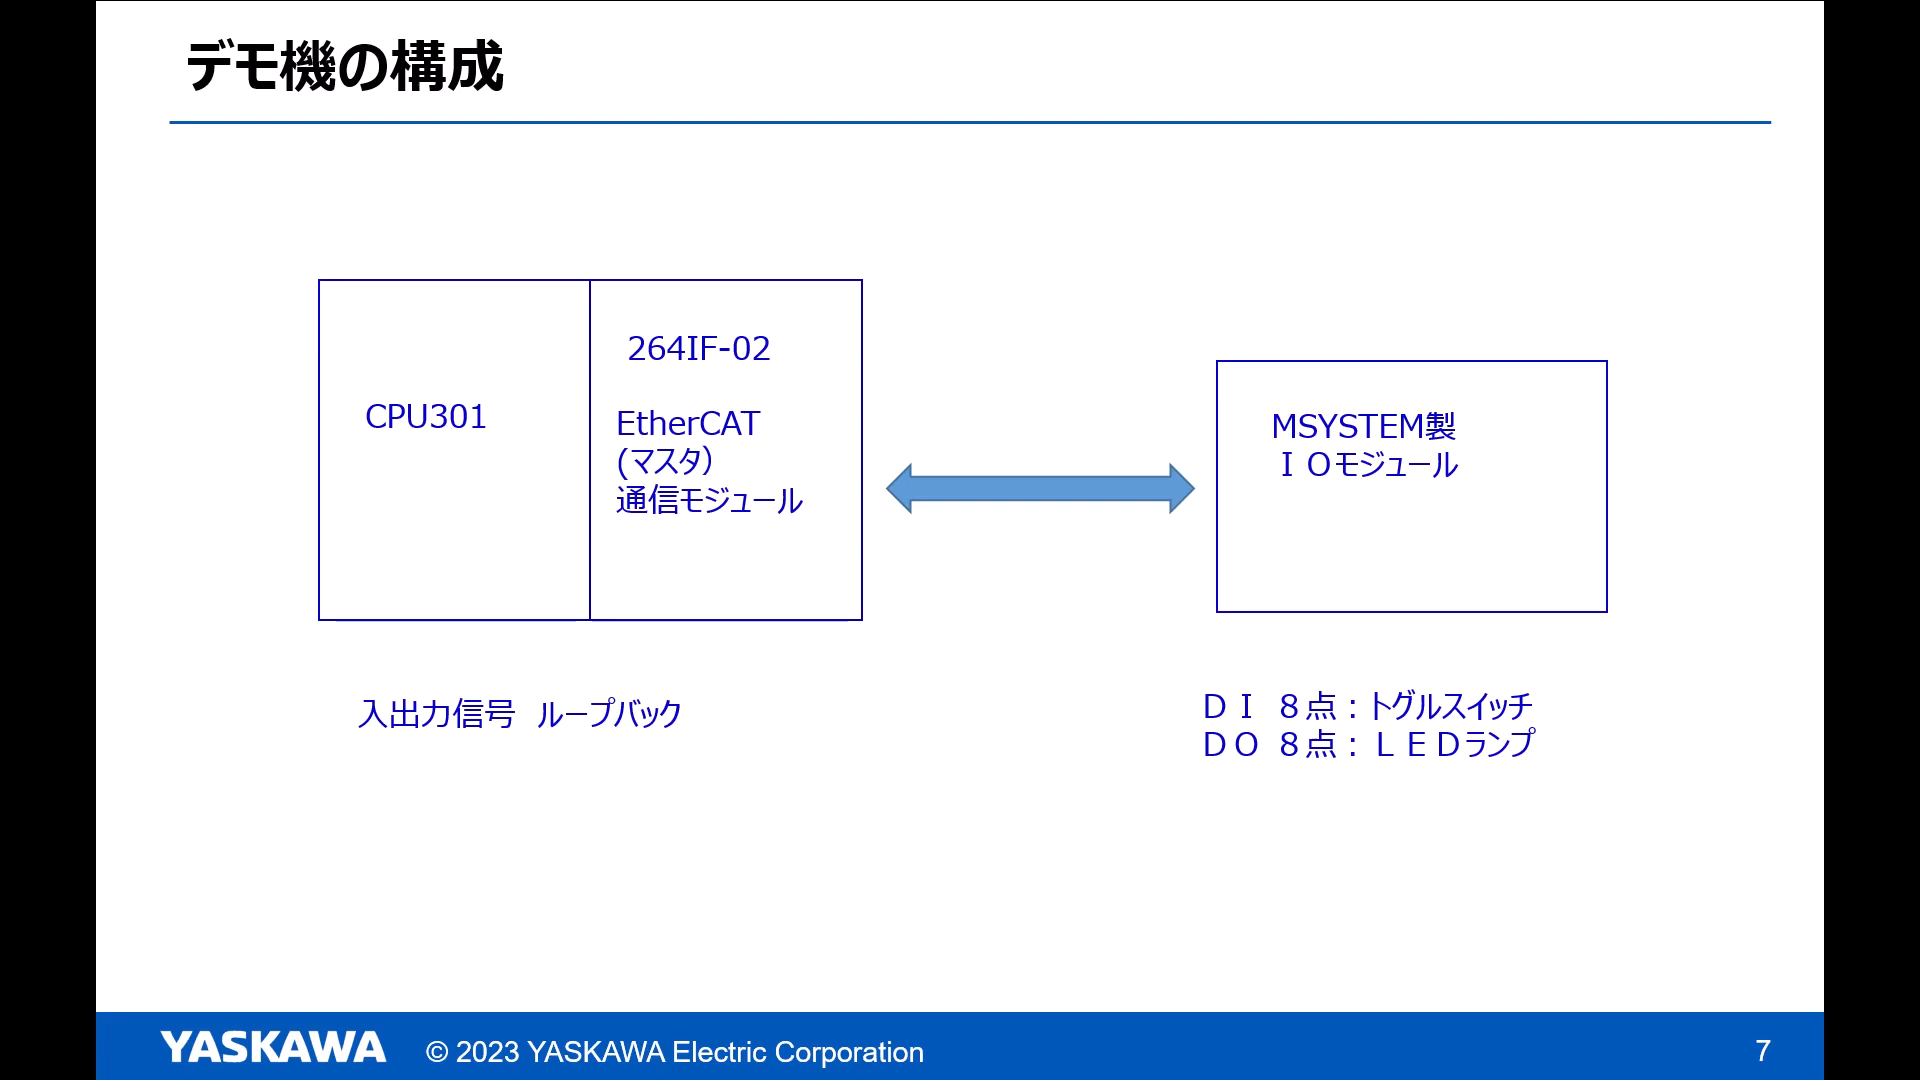 デモ機の構成
CPU301
264IF-02
EtherCAT
(マスタ）
通信モジュール
MSYSTEM製
ＩＯモジュール
入出力信号　ループバック
ＤＩ ８点：トグルスイッチ
ＤＯ ８点：ＬＥＤランプ
YASKAWA
© 2023 YASKAWA Electric Corporation
7